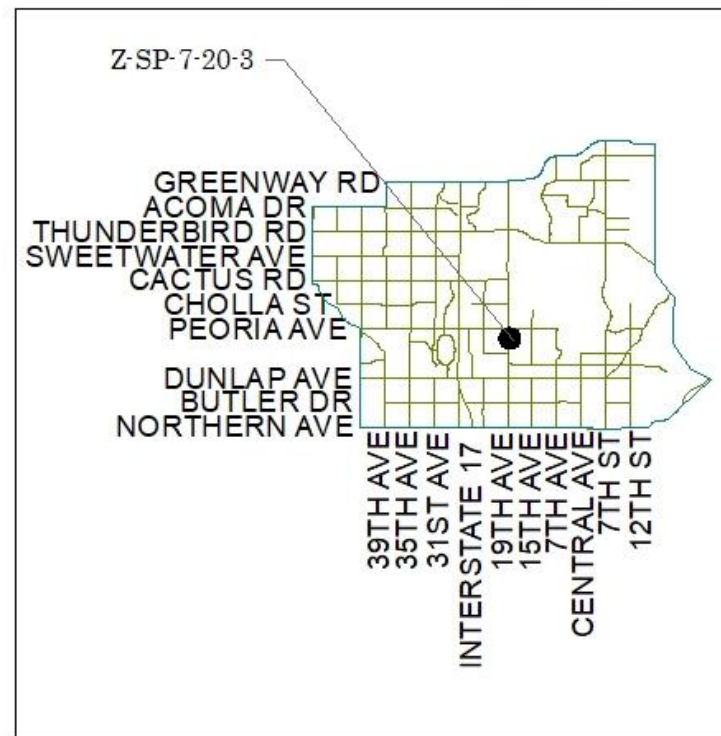 Z-SP-7-20-3
GREENWAY RD
ACOMA DR
THUNDERBIRD RD
SWEETWATER AVE
CACTUS RD
CHOLLA ST
PEORIA AVE
DUNLAP AVE
BUTLER DR
NORTHERN AVE
39TH AVE
35TH AVE
31ST AVE
INTERSTATE 17
19TH AVE
15TH AVE
7TH AVE
CENTRAL AVE
7TH ST
12TH ST